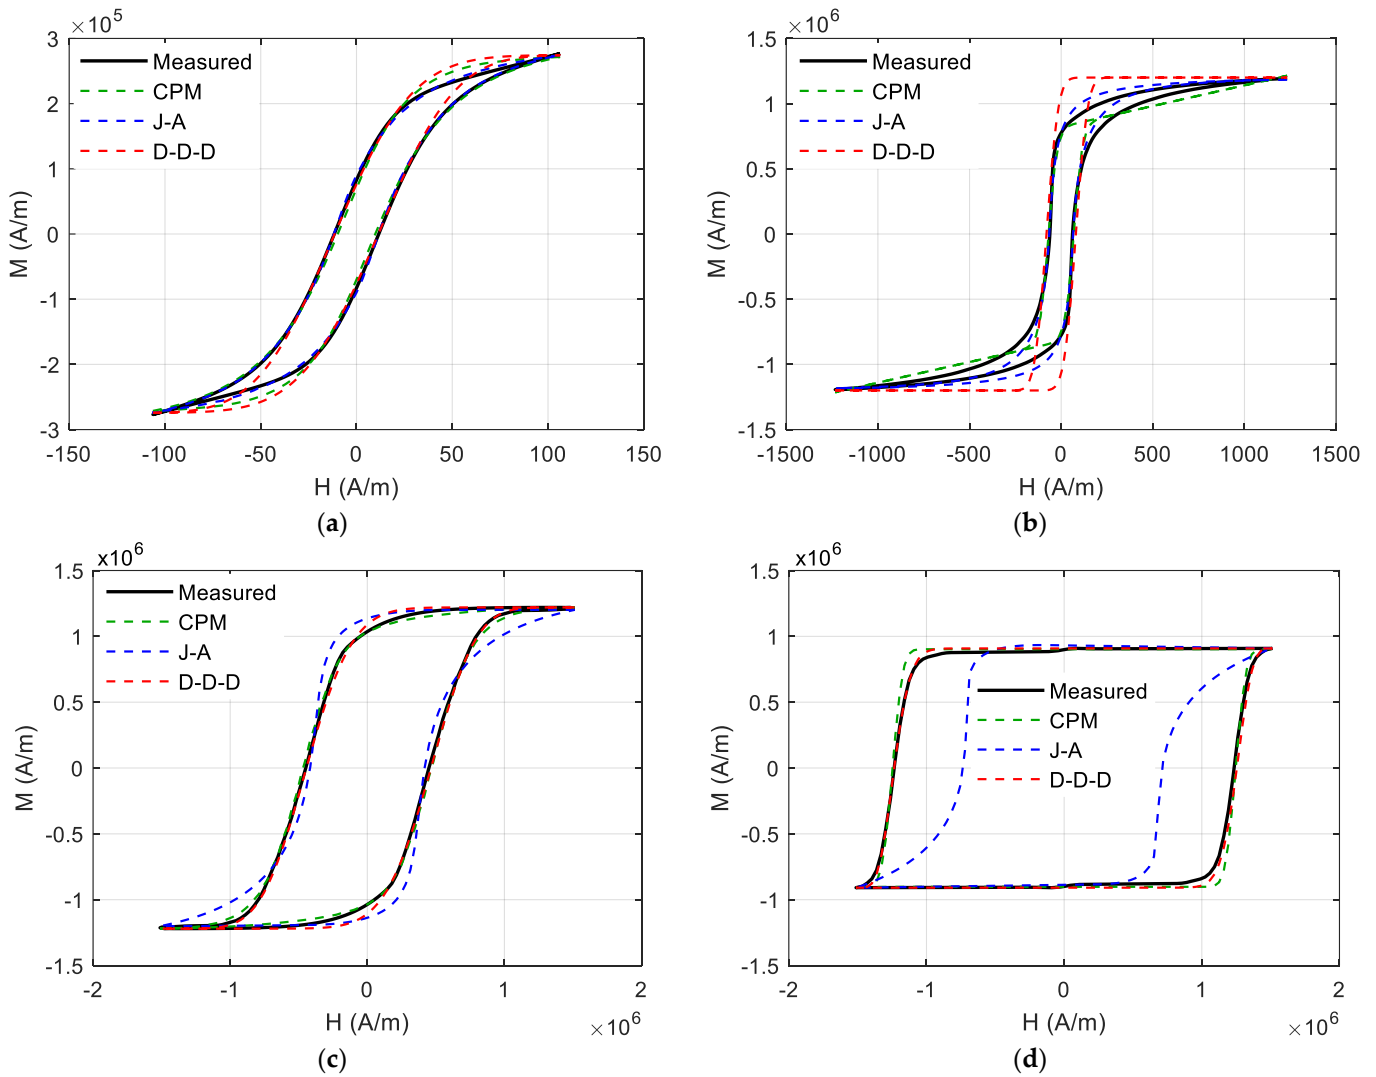 ×10^5
3
2
1
0
-1
-2
-3
M (A/m)
Measured
CPM
J-A
D-D-D
-150 -100 -50 0 50 100 150
H (A/m)
(a)
×10^6
1.5
1
0.5
0
-0.5
-1
-1.5
M (A/m)
Measured
CPM
J-A
D-D-D
-1500 -1000 -500 0 500 1000 1500
H (A/m)
(b)
x10^6
1.5
1
0.5
0
-0.5
-1
-1.5
M (A/m)
Measured
CPM
J-A
D-D-D
-2 -1 0 1 2
H (A/m)
×10^6
(c)
x10^6
1.5
1
0.5
0
-0.5
-1
-1.5
M (A/m)
Measured
CPM
J-A
D-D-D
-2 -1 0 1 2
H (A/m)
×10^6
(d)